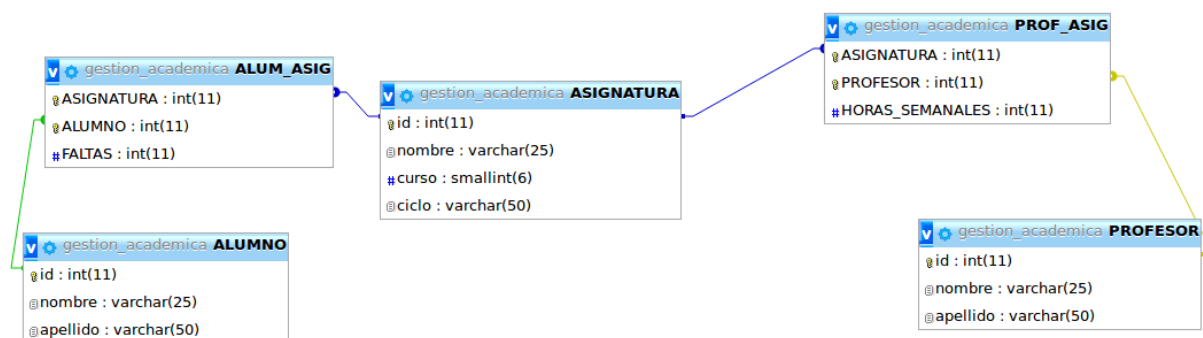 gestion_academica ALUM_ASIG
ASIGNATURA : int(11)
ALUMNO : int(11)
FALTAS : int(11)
gestion_academica ASIGNATURA
id : int(11)
nombre : varchar(25)
curso : smallint(6)
ciclo : varchar(50)
gestion_academica PROF_ASIG
ASIGNATURA : int(11)
PROFESOR : int(11)
HORAS_SEMANALES : int(11)
gestion_academica ALUMNO
id : int(11)
nombre : varchar(25)
apellido : varchar(50)
gestion_academica PROFESOR
id : int(11)
nombre : varchar(25)
apellido : varchar(50)